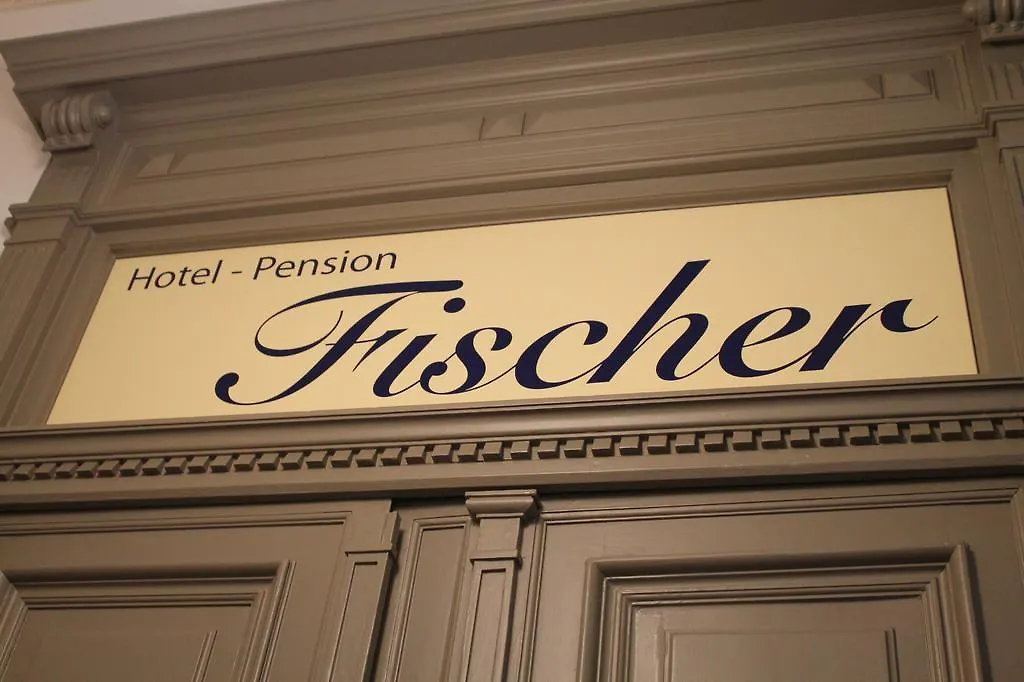 Hotel - Pension
Fischer